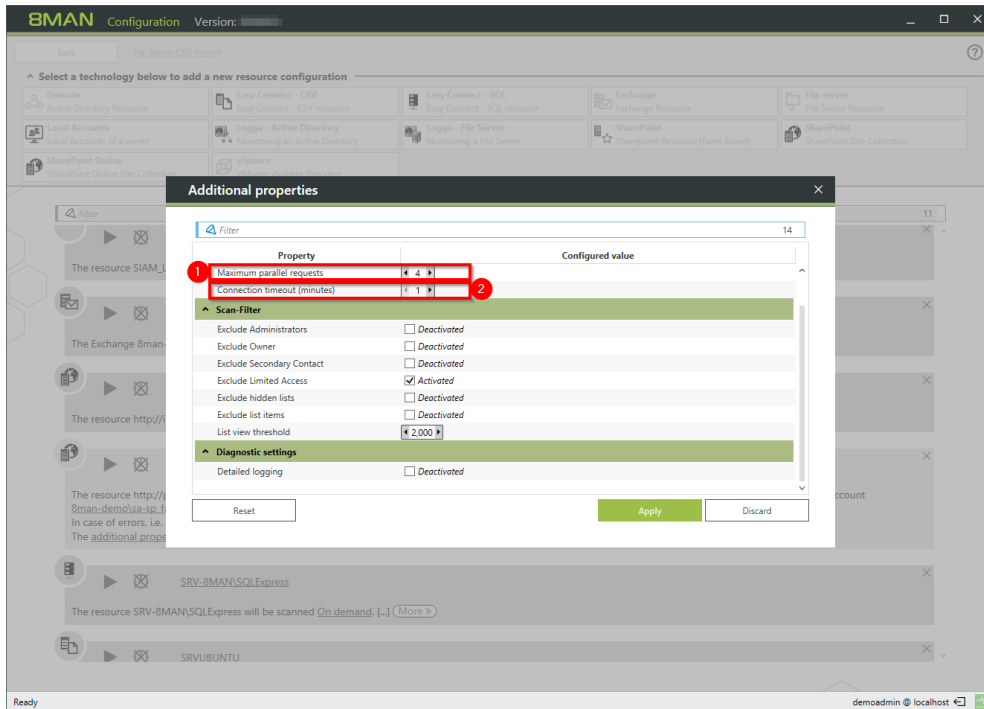 8MAN Configuration Version:
Back File Server CSV Import
Select a technology below to add a new resource configuration
Domain
Active Directory Resource
Easy Connect - CSV
Easy Connect - CSV resource
Easy Connect - SQL
Easy Connect - SQL resource
Exchange
Exchange Resource
File server
File Server Resource
Local Accounts
Local Accounts of a server
Logga - Active Directory
Monitoring an Active Directory
Logga - File Server
Monitoring a File Server
SharePoint
Sharepoint Resource (Form Based)
SharePoint
SharePoint Site Collection
SharePoint Online
SharePoint Online Site Collection
vSphere
VMware vSphere Resource
Additional properties
Filter 11
Filter 14
Property Configured value
The resource SIAM_L
1 Maximum parallel requests 4
Connection timeout (minutes) 1 2
Scan-Filter
Exclude Administrators Deactivated
Exclude Owner Deactivated
The Exchange 8man-
Exclude Secondary Contact Deactivated
Exclude Limited Access Activated
Exclude hidden lists Deactivated
Exclude list items Deactivated
The resource http://i
List view threshold 2,000
Diagnostic settings
Detailed logging Deactivated
The resource http://p ccount
8man-demo\sa-sp_fa
Reset Apply Discard
In case of errors, i.e.
The additional prope
SRV-8MAN\SQLExpress
The resource SRV-8MAN\SQLExpress will be scanned On demand. [...] (More »)
SRVUBUNTU
Ready demoadmin @ localhost